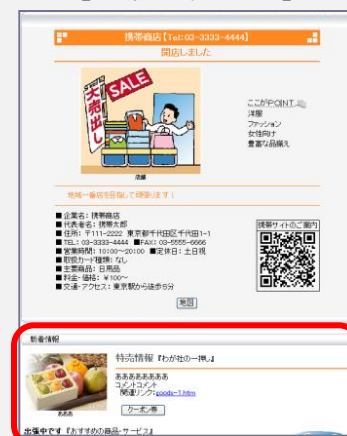 携帯商店【Tel:03-3333-4444】
開店しました
SALE
大売出し
店舗
ここがPOINT
洋服
ファッション
女性向け
豊富な品揃え
地域一番店を目指して頑張ります!
■企業名:携帯商店
■代表者名:携帯太郎
■住所:〒111-2222 東京都千代田区千代田1-1
■TEL:03-3333-4444 ■FAX:03-5555-6666
■営業時間:10:00~20:00 ■定休日:土日祝
■取扱カード種類:なし
■主要商品:日用品
■料金・価格:¥100~
■交通・アクセス:東京駅から徒歩5分
携帯サイトのご案内
地図
新着情報
特売情報『わが社の一押し』
ああああああああ
コメントコメント
関連リンク:goods-1.htm
クーポン券
あああ
出張中です『おすすめの商品・サービス』